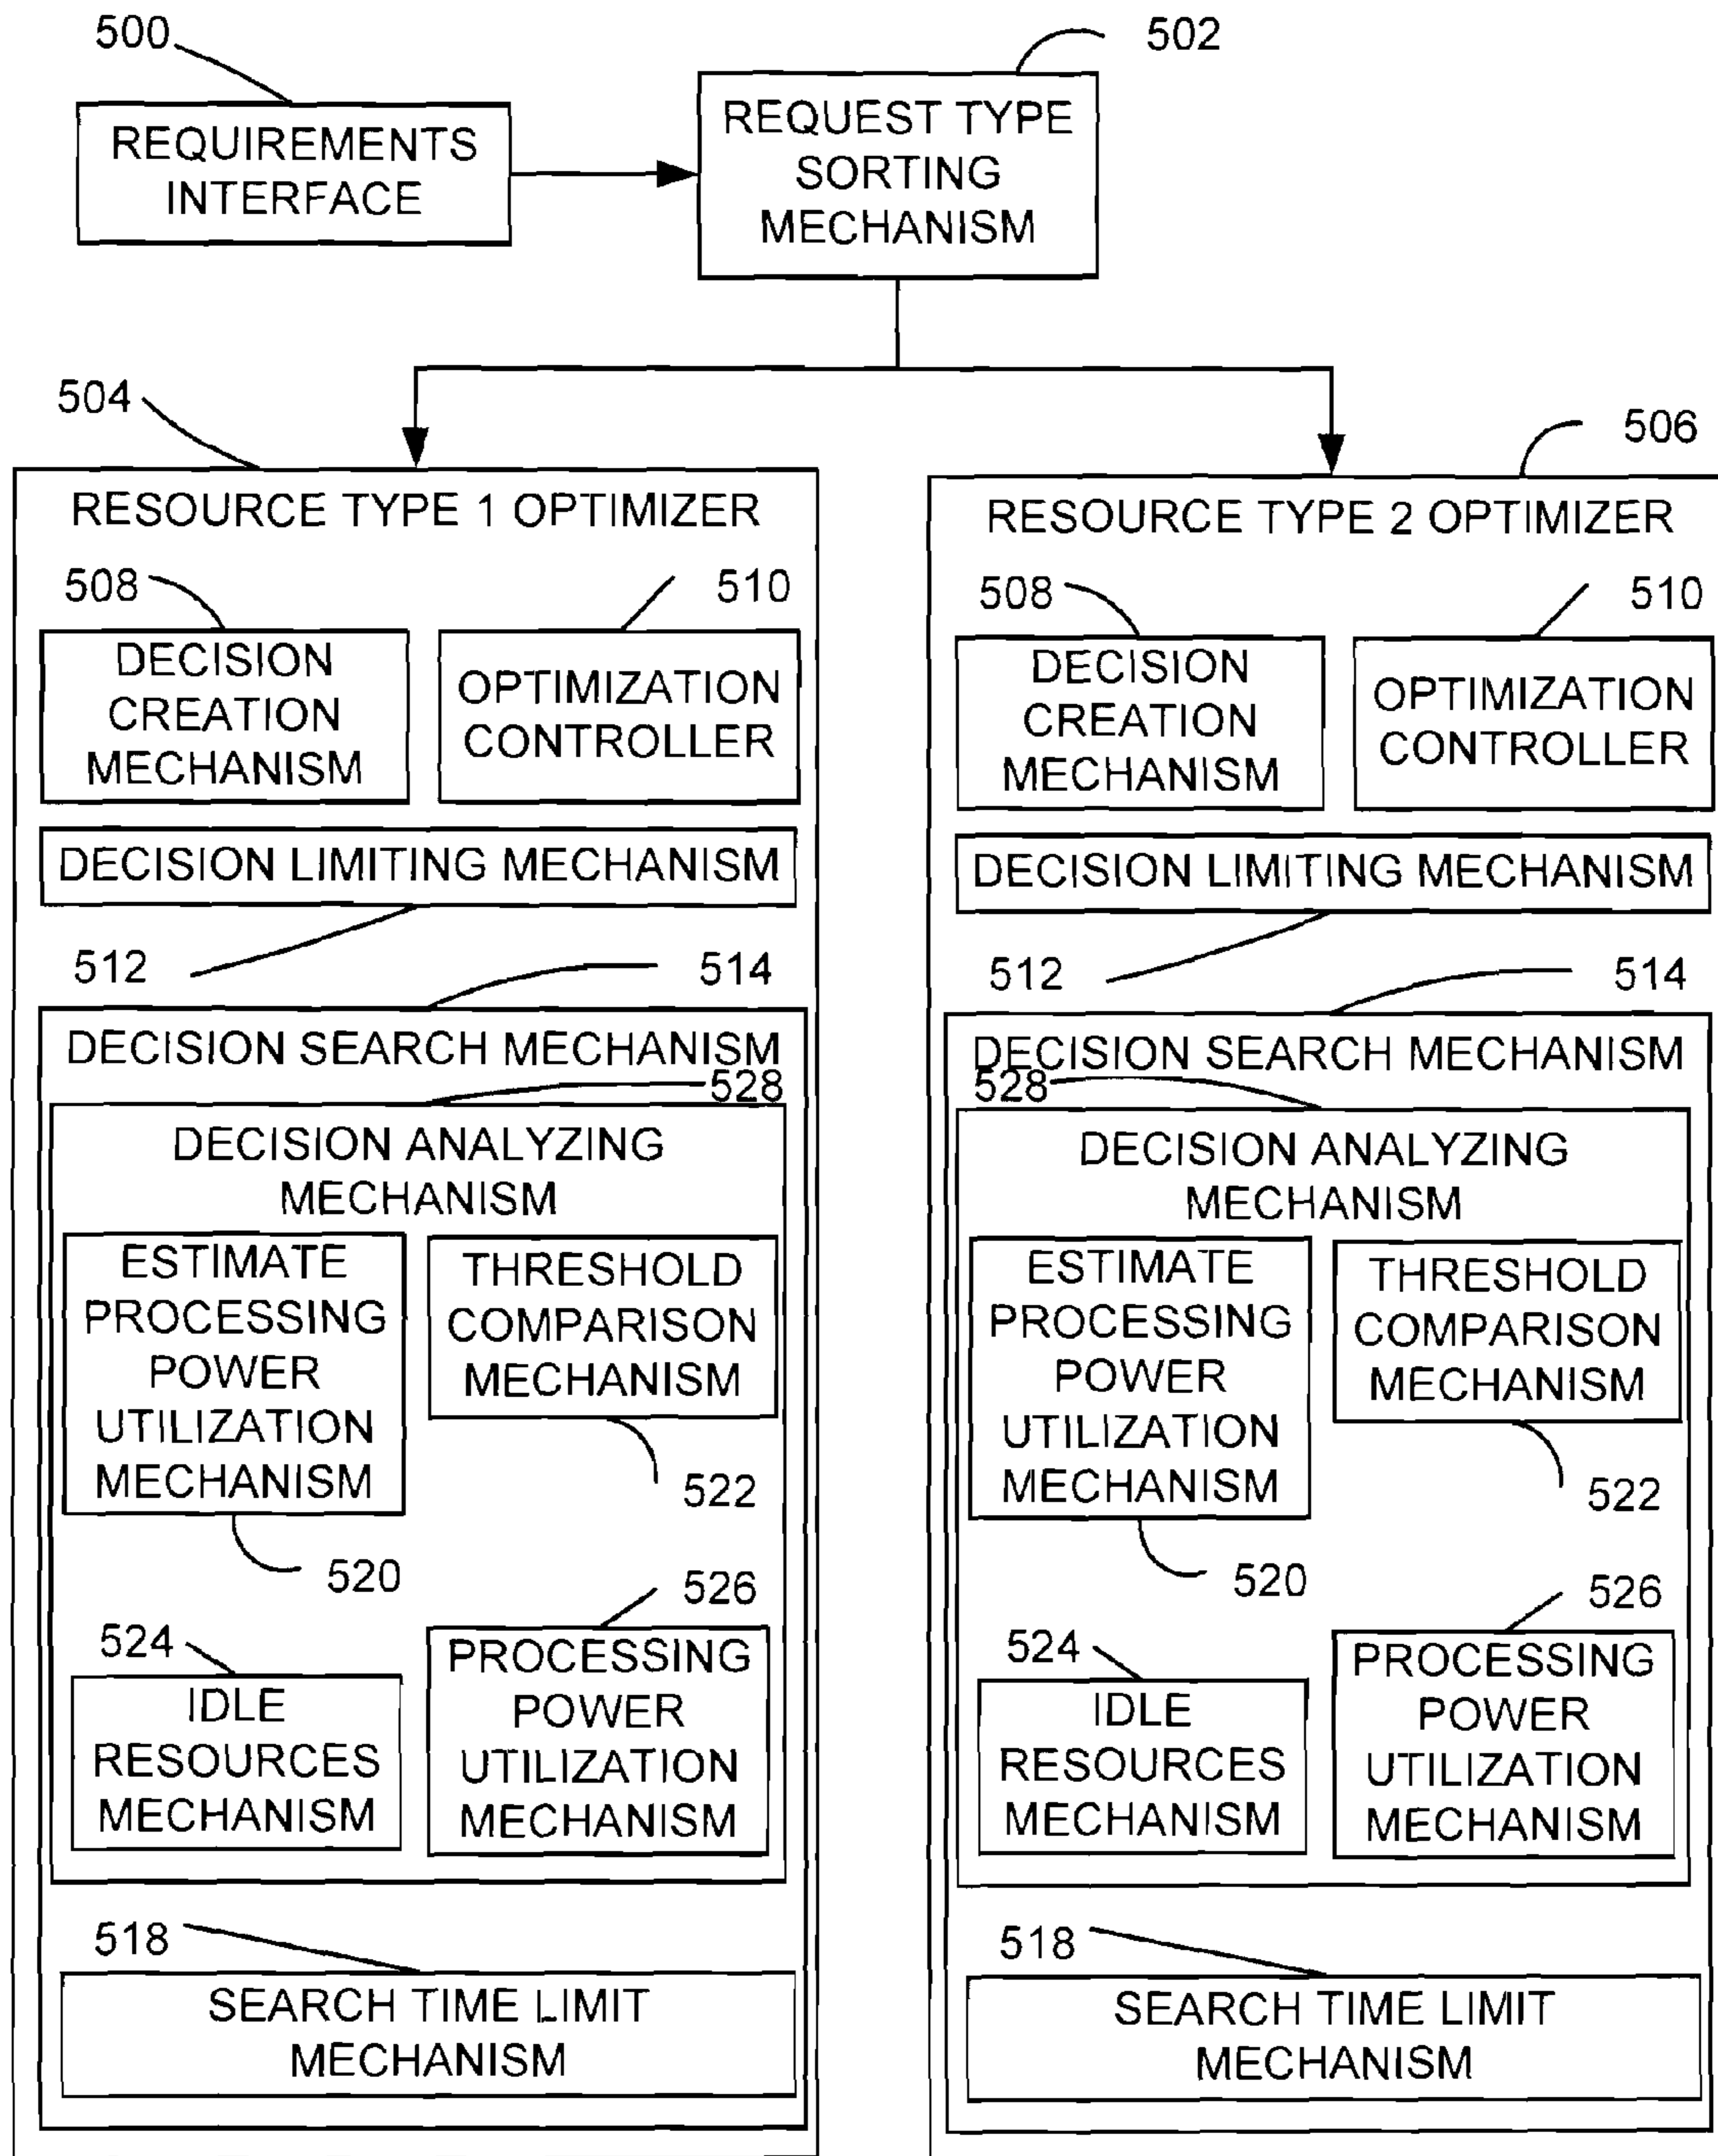 500
502
REQUIREMENTS
INTERFACE
REQUEST TYPE
SORTING
MECHANISM
504
506
RESOURCE TYPE 1 OPTIMIZER
508
510
DECISION
CREATION
MECHANISM
OPTIMIZATION
CONTROLLER
DECISION LIMITING MECHANISM
512
514
DECISION SEARCH MECHANISM
528
DECISION ANALYZING
MECHANISM
ESTIMATE
PROCESSING
POWER
UTILIZATION
MECHANISM
THRESHOLD
COMPARISON
MECHANISM
522
520
526
524
IDLE
RESOURCES
MECHANISM
PROCESSING
POWER
UTILIZATION
MECHANISM
518
SEARCH TIME LIMIT
MECHANISM
RESOURCE TYPE 2 OPTIMIZER
508
510
DECISION
CREATION
MECHANISM
OPTIMIZATION
CONTROLLER
DECISION LIMITING MECHANISM
512
514
DECISION SEARCH MECHANISM
528
DECISION ANALYZING
MECHANISM
ESTIMATE
PROCESSING
POWER
UTILIZATION
MECHANISM
THRESHOLD
COMPARISON
MECHANISM
522
520
526
524
IDLE
RESOURCES
MECHANISM
PROCESSING
POWER
UTILIZATION
MECHANISM
518
SEARCH TIME LIMIT
MECHANISM